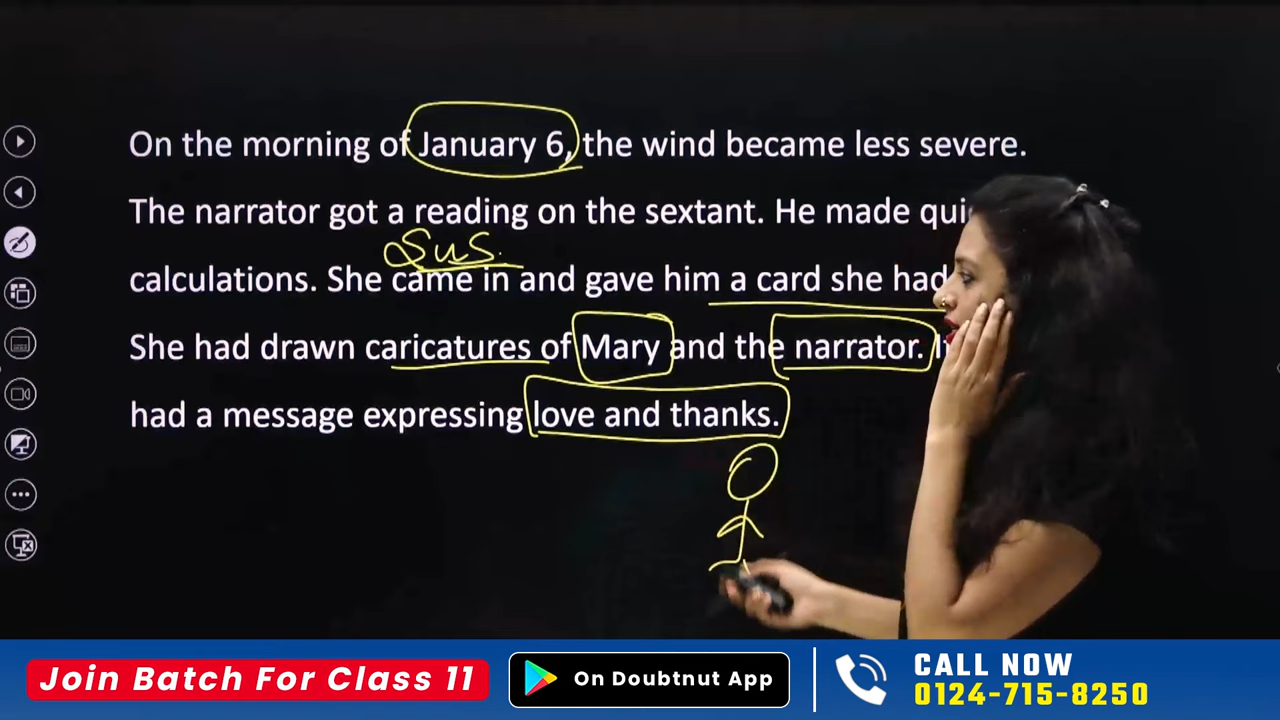 On the morning of January 6, the wind became less severe.
The narrator got a reading on the sextant. He made
Sus.
calculations. She came in and gave him a card she had
She had drawn caricatures of Mary and the narrator.
had a message expressing love and thanks.
Join Batch For Class 11
On Doubtnut App
CALL NOW
0124-715-8250